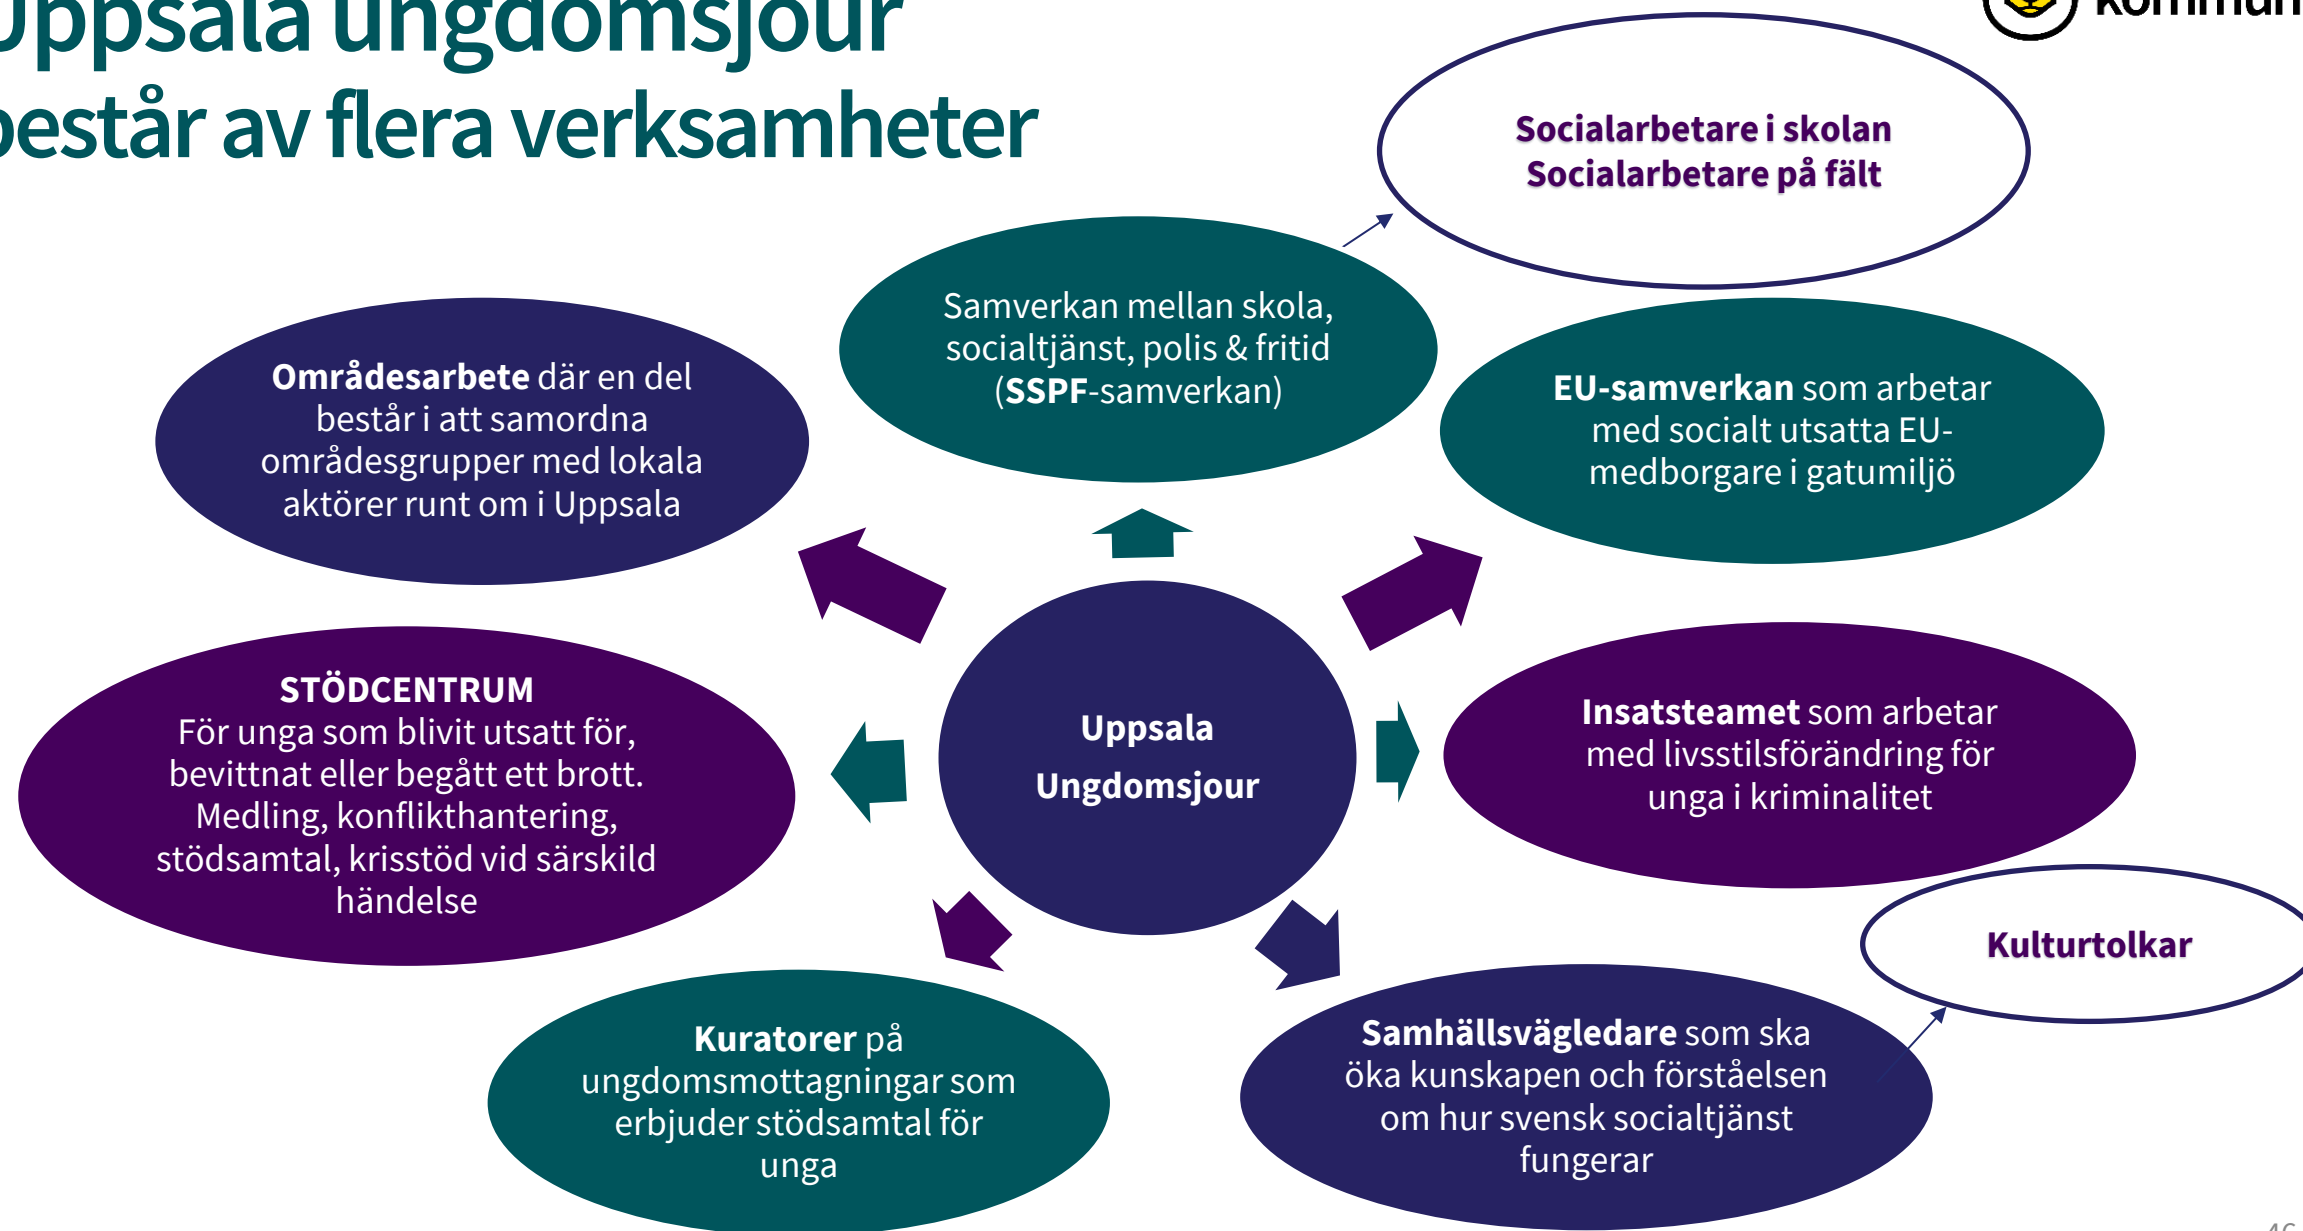 Uppsala ungdomsjour
består av flera verksamheter
kommun
Socialarbetare i skolan
Socialarbetare på fält
Samverkan mellan skola,
socialtjänst, polis & fritid
(SSPF-samverkan)
Områdesarbete där en del
består i att samordna
områdesgrupper med lokala
aktörer runt om i Uppsala
EU-samverkan som arbetar
med socialt utsatta EU-
medborgare i gatumiljö
STÖDCENTRUM
För unga som blivit utsatt för,
bevittnat eller begått ett brott.
Medling, konflikthantering,
stödsamtal, krisstöd vid särskild
händelse
Uppsala
Ungdomsjour
Insatsteamet som arbetar
med livsstilsförändring för
unga i kriminalitet
Kulturtolkar
Kuratorer på
ungdomsmottagningar som
erbjuder stödsamtal för
unga
Samhällsvägledare som ska
öka kunskapen och förståelsen
om hur svensk socialtjänst
fungerar